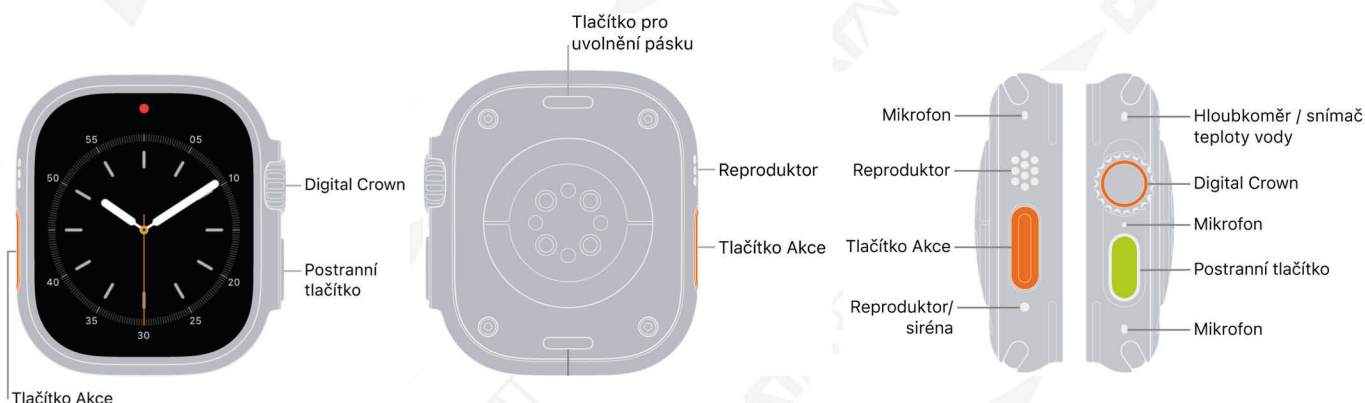 55
05
50
10
40
20
35
25
30
Digital Crown
Postranní
tlačítko
Tlačítko Akce
Tlačítko pro
uvolnění pásku
Reproduktor
Tlačítko Akce
Mikrofon
Reproduktor
Tlačítko Akce
Reproduktor/
siréna
Hloubkoměr / snímač
teploty vody
Digital Crown
Mikrofon
Postranní tlačítko
Mikrofon